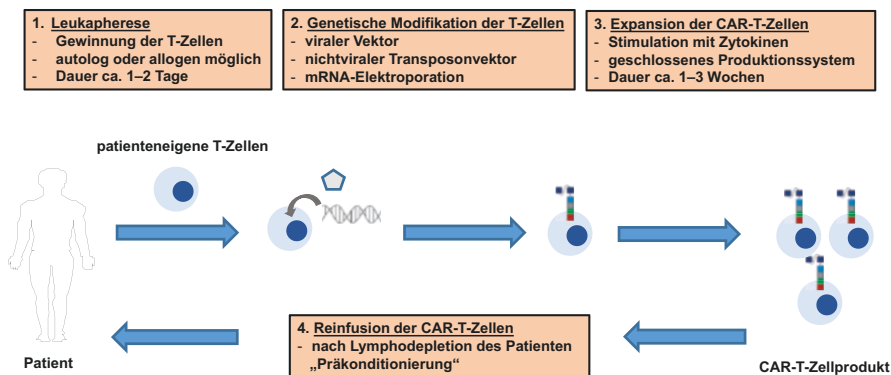 1. Leukapherese
- Gewinnung der T-Zellen
- autolog oder allogen möglich
- Dauer ca. 1–2 Tage
2. Genetische Modifikation der T-Zellen
- viraler Vektor
- nichtviraler Transposonvektor
- mRNA-Elektroporation
3. Expansion der CAR-T-Zellen
- Stimulation mit Zytokinen
- geschlossenes Produktionssystem
- Dauer ca. 1–3 Wochen
patienteneigene T-Zellen
4. Reinfusion der CAR-T-Zellen
- nach Lymphodepletion des Patienten
„Präkonditionierung“
Patient
CAR-T-Zellprodukt